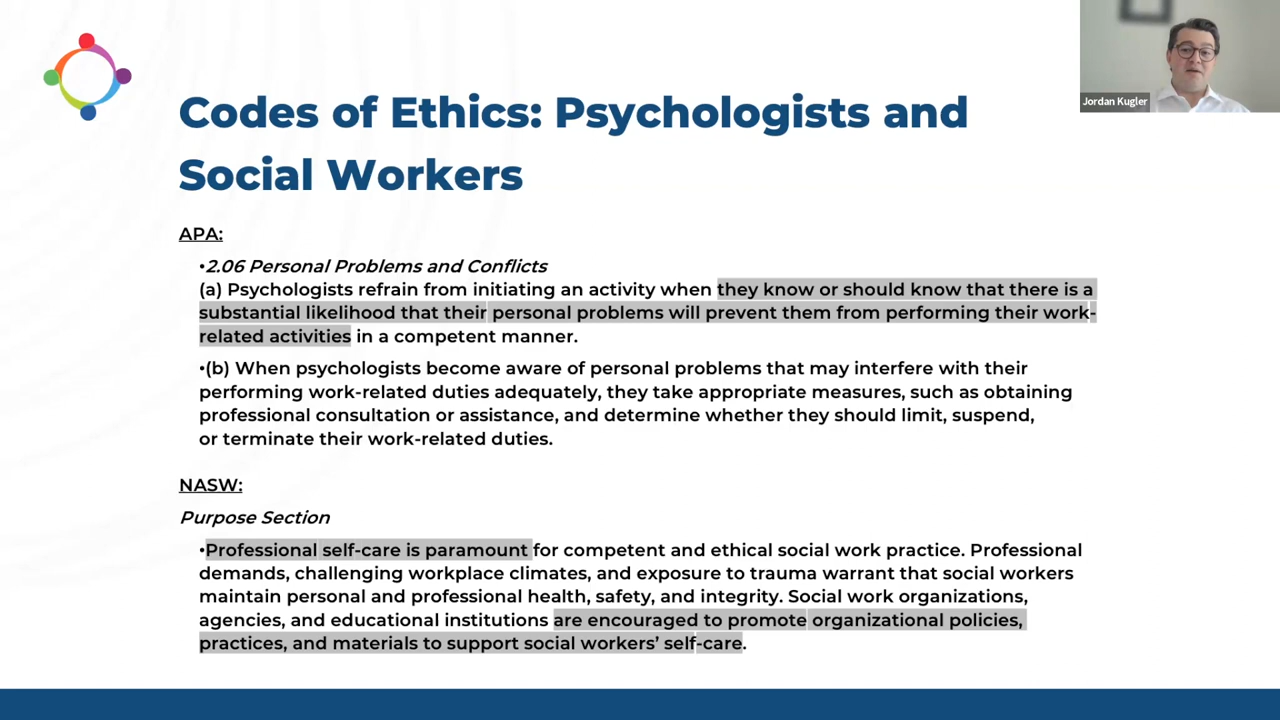 Jordan Kugler
Codes of Ethics: Psychologists and
Social Workers
APA:
•2.06 Personal Problems and Conflicts
(a) Psychologists refrain from initiating an activity when they know or should know that there is a
substantial likelihood that their personal problems will prevent them from performing their work-
related activities in a competent manner.
•(b) When psychologists become aware of personal problems that may interfere with their
performing work-related duties adequately, they take appropriate measures, such as obtaining
professional consultation or assistance, and determine whether they should limit, suspend,
or terminate their work-related duties.
NASW:
Purpose Section
•Professional self-care is paramount for competent and ethical social work practice. Professional
demands, challenging workplace climates, and exposure to trauma warrant that social workers
maintain personal and professional health, safety, and integrity. Social work organizations,
agencies, and educational institutions are encouraged to promote organizational policies,
practices, and materials to support social workers’ self-care.